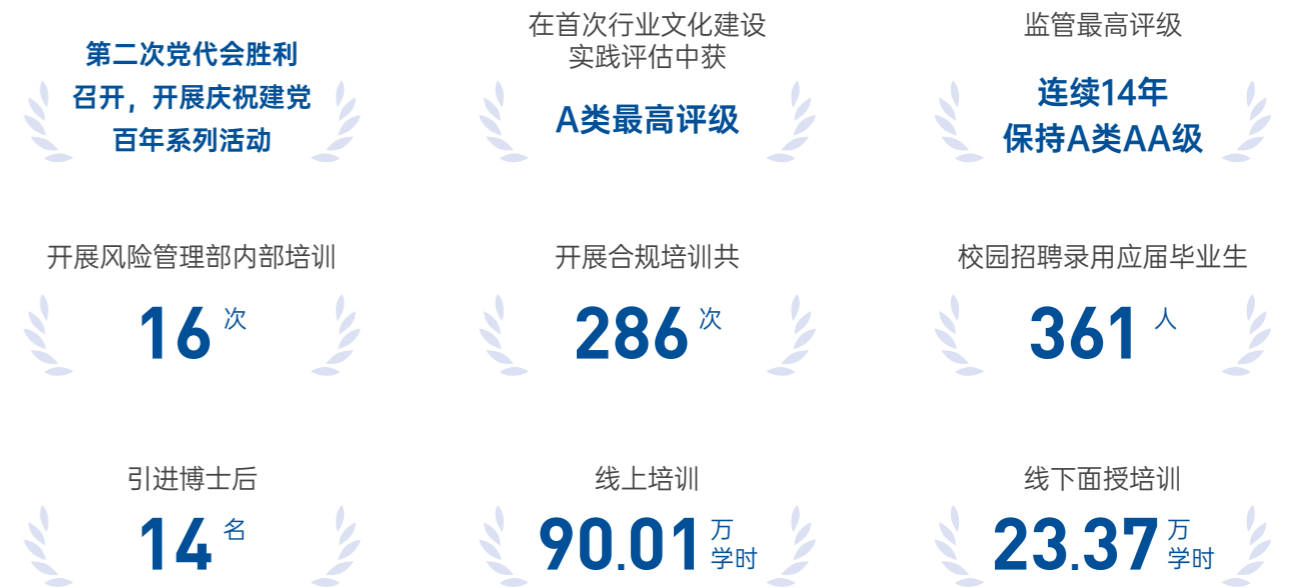 第二次党代会胜利
召开，开展庆祝建党
百年系列活动
在首次行业文化建设
实践评估中获
A类最高评级
监管最高评级
连续14年
保持A类AA级
开展风险管理部内部培训
16 次
开展合规培训共
286 次
校园招聘录用应届毕业生
361 人
引进博士后
14 名
线上培训
90.01 万
学时
线下面授培训
23.37 万
学时